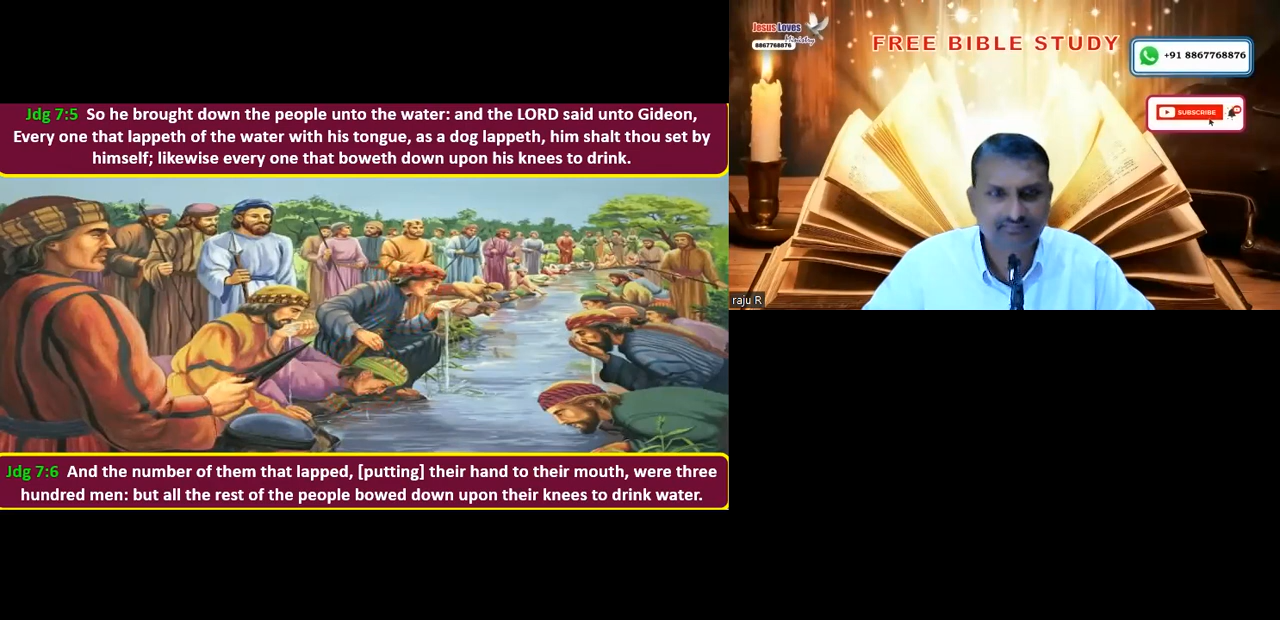 Jdg 7:5 So he brought down the people unto the water: and the LORD said unto Gideon,
Every one that lappeth of the water with his tongue, as a dog lappeth, him shalt thou set by
himself; likewise every one that boweth down upon his knees to drink.
Jdg 7:6 And the number of them that lapped, [putting] their hand to their mouth, were three
hundred men: but all the rest of the people bowed down upon their knees to drink water.
Jesus Loves
Ministry
8867768876
FREE BIBLE STUDY
+91 8867768876
SUBSCRIBE
raju R